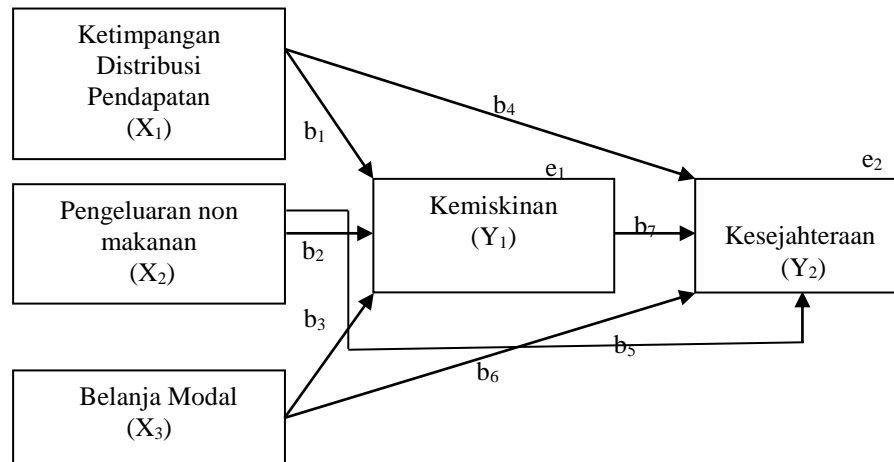 Ketimpangan
Distribusi
Pendapatan
(X₁)
b₄
b₁
e₁
e₂
Pengeluaran non
makanan
(X₂)
b₂
Kemiskinan
(Y₁)
b₇
Kesejahteraan
(Y₂)
b₃
b₅
b₆
Belanja Modal
(X₃)